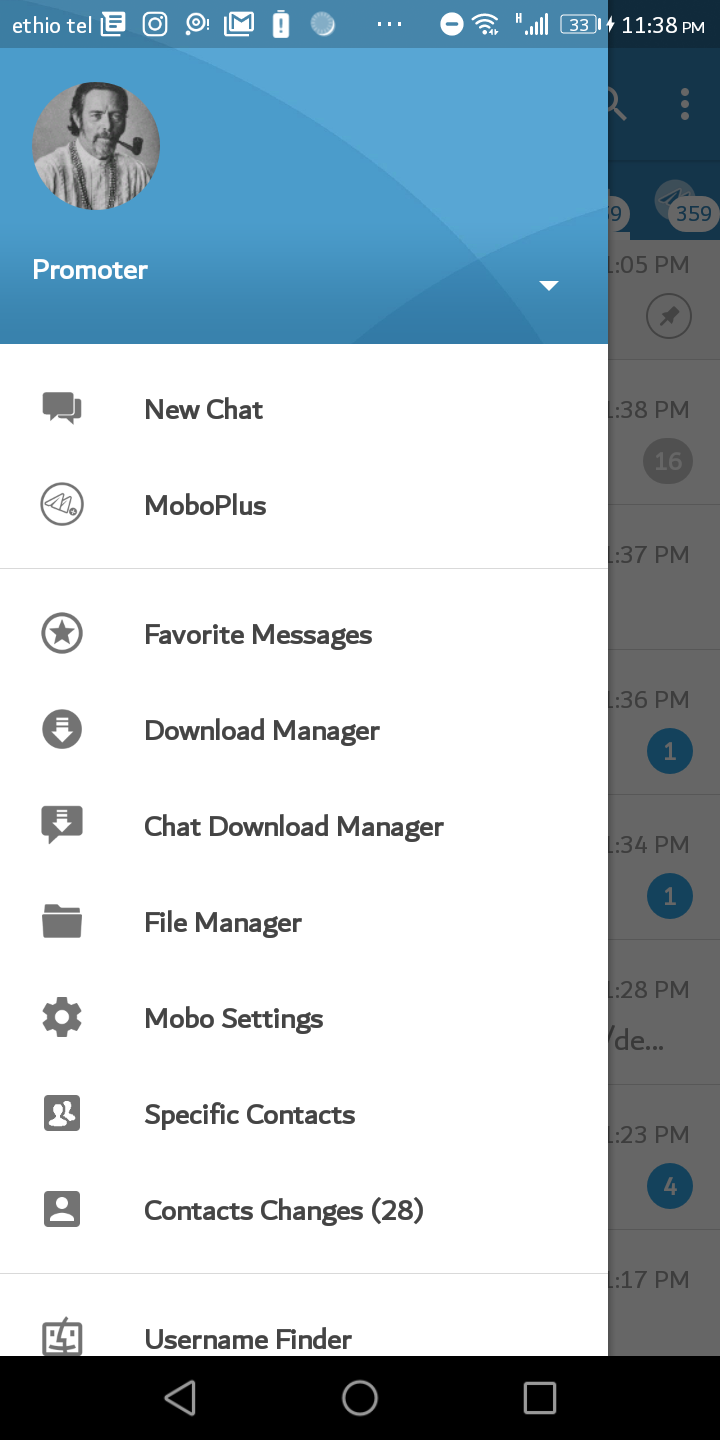 ethio tel 33 11:38 PM
359
Promoter
1:05 PM
New Chat
1:38 PM
16
MoboPlus
1:37 PM
Favorite Messages
1:36 PM
Download Manager
1
Chat Download Manager
1:34 PM
1
File Manager
1:28 PM
Mobo Settings
/de...
Specific Contacts
1:23 PM
4
Contacts Changes (28)
1:17 PM
Username Finder